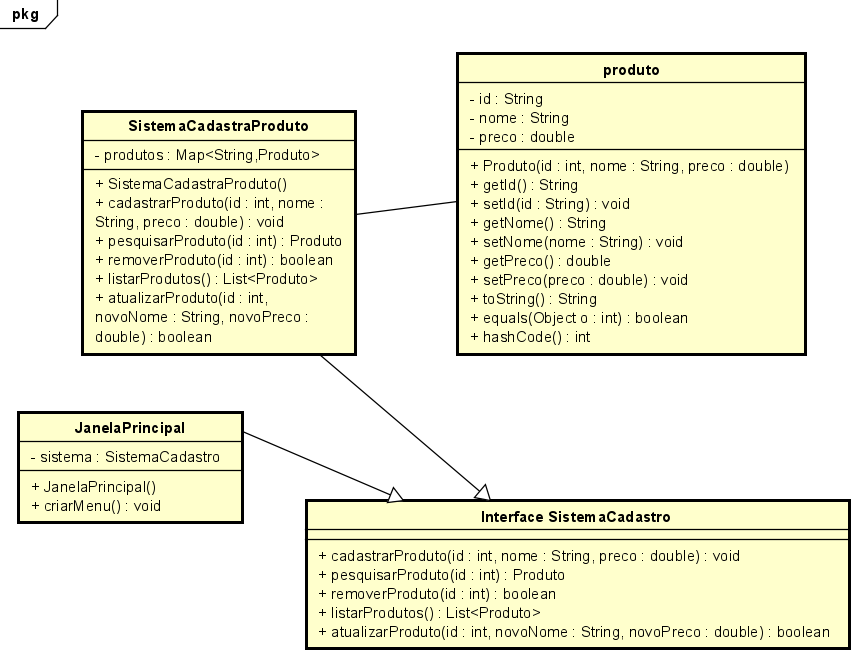 pkg
SistemaCadastraProduto
- produtos : Map<String,Produto>
+ SistemaCadastraProduto()
+ cadastrarProduto(id : int, nome :
String, preco : double) : void
+ pesquisarProduto(id : int) : Produto
+ removerProduto(id : int) : boolean
+ listarProdutos() : List<Produto>
+ atualizarProduto(id : int,
novoNome : String, novoPreco :
double) : boolean
produto
- id : String
- nome : String
- preco : double
+ Produto(id : int, nome : String, preco : double)
+ getId() : String
+ setId(id : String) : void
+ getNome() : String
+ setNome(nome : String) : void
+ getPreco() : double
+ setPreco(preco : double) : void
+ toString() : String
+ equals(Object o : int) : boolean
+ hashCode() : int
JanelaPrincipal
- sistema : SistemaCadastro
+ JanelaPrincipal()
+ criarMenu() : void
Interface SistemaCadastro
+ cadastrarProduto(id : int, nome : String, preco : double) : void
+ pesquisarProduto(id : int) : Produto
+ removerProduto(id : int) : boolean
+ listarProdutos() : List<Produto>
+ atualizarProduto(id : int, novoNome : String, novoPreco : double) : boolean